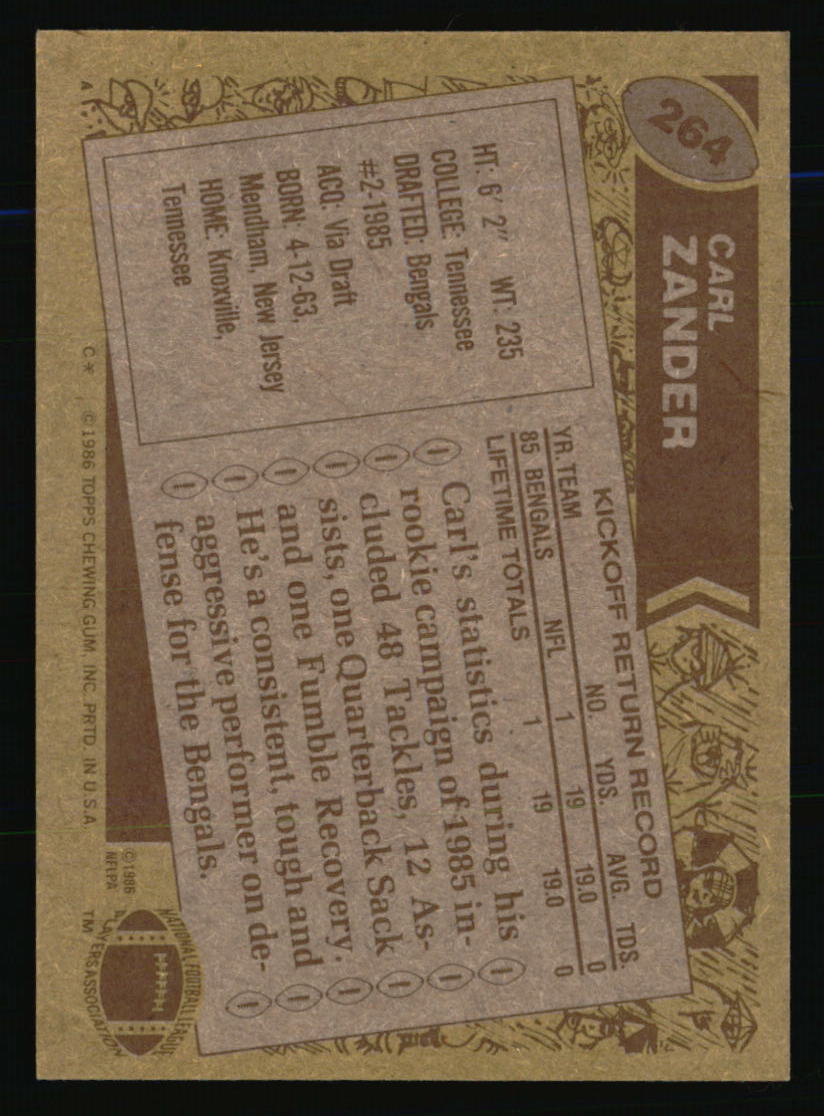 264
CARL
ZANDER
HT: 6' 2" WT: 235
COLLEGE: Tennessee
DRAFTED: Bengals
#2-1985
ACQ: Via Draft
BORN: 4-12-63,
Mendham, New Jersey
HOME: Knoxville,
Tennessee
KICKOFF RETURN RECORD
YR. TEAM NFL NO. YDS. AVG. TDS.
85 BENGALS 1 19 19.0 0
LIFETIME TOTALS 1 19 19.0 0
Carl's statistics during his
rookie campaign of 1985 in-
cluded 48 Tackles, 12 As-
sists, one Quarterback Sack
and one Fumble Recovery.
He's a consistent, tough and
aggressive performer on de-
fense for the Bengals.
A
C* ©1986 TOPPS CHEWING GUM, INC. PRTD. IN U.S.A.
©1986
NFLPA
TM
NATIONAL FOOTBALL LEAGUE
PLAYERS ASSOCIATION